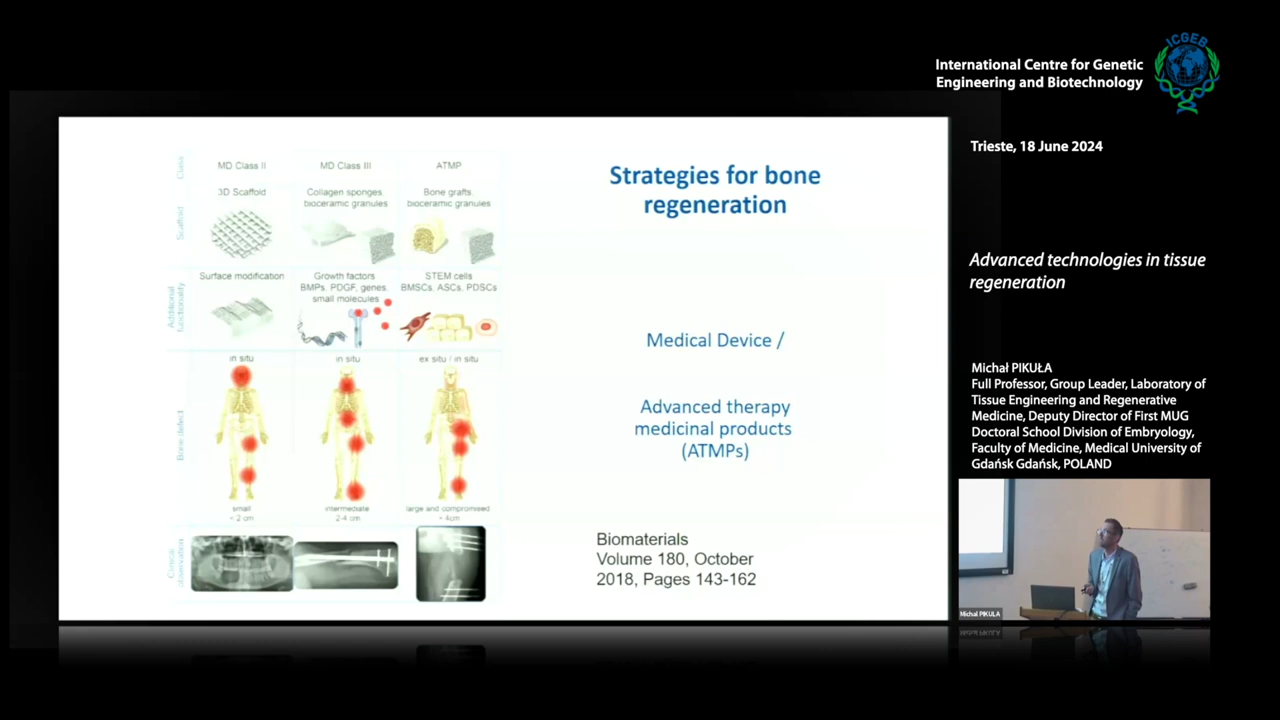 ICGEB
International Centre for Genetic
Engineering and Biotechnology
Trieste, 18 June 2024
Advanced technologies in tissue
regeneration
Michał PIKUŁA
Full Professor, Group Leader, Laboratory of
Tissue Engineering and Regenerative
Medicine, Deputy Director of First MUG
Doctoral School Division of Embryology,
Faculty of Medicine, Medical University of
Gdańsk Gdańsk, POLAND
Michal PIKULA
Strategies for bone
regeneration
Medical Device /
Advanced therapy
medicinal products
(ATMPs)
Biomaterials
Volume 180, October
2018, Pages 143-162
Class
MD Class II
MD Class III
ATMP
Scaffold
3D Scaffold
Collagen sponges,
bioceramic granules
Bone grafts,
bioceramic granules
Additional
functionality
Surface modification
Growth factors
BMPs, PDGF, genes,
small molecules
STEM cells
BMSCs, ASCs, PDSCs
Bone defect
in situ
in situ
ex situ / in situ
small
< 2 cm
intermediate
2-4 cm
large and compromised
> 4cm
Clinical
observation